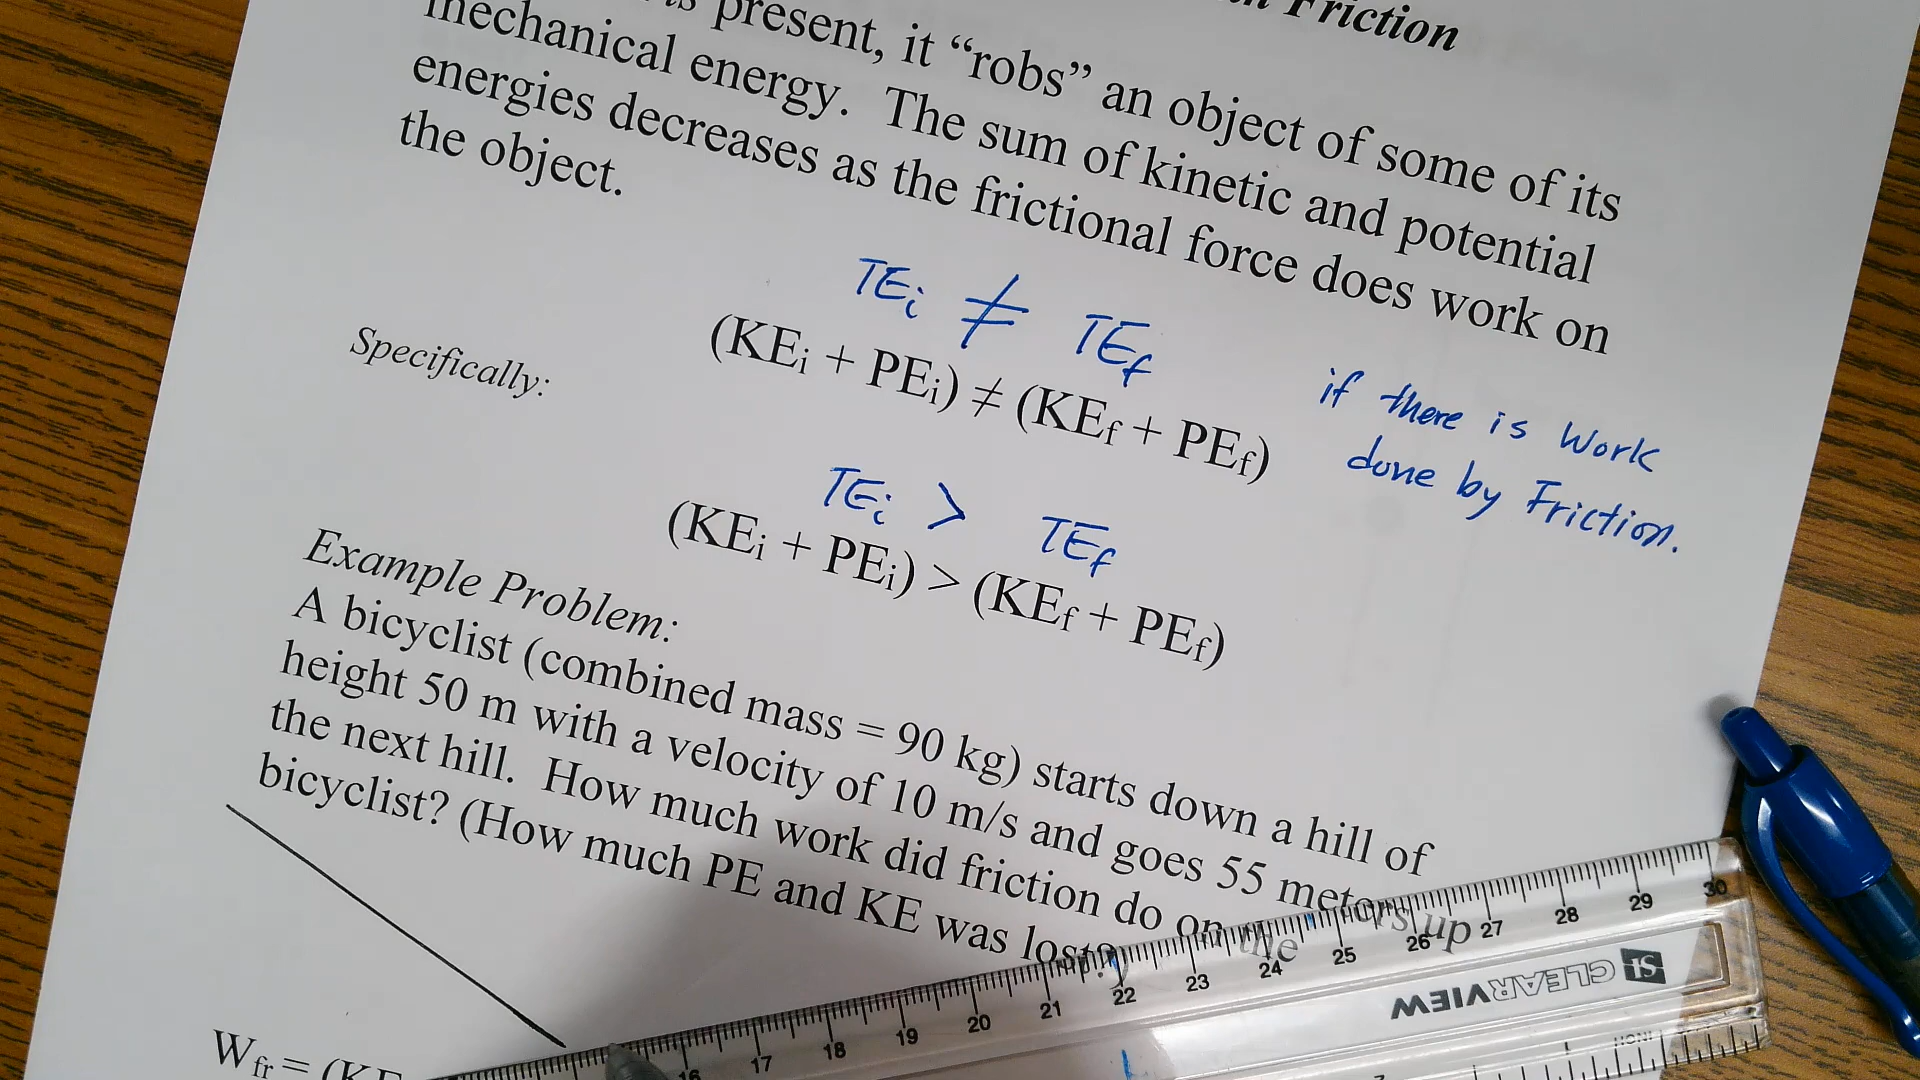 Friction
is present, it “robs” an object of some of its
mechanical energy. The sum of kinetic and potential
energies decreases as the frictional force does work on
the object.
TEi ≠ TEf
Specifically: (KEi + PEi) ≠ (KEf + PEf)
if there is Work
done by Friction.
TEi > TEf
(KEi + PEi) > (KEf + PEf)
Example Problem:
A bicyclist (combined mass = 90 kg) starts down a hill of
height 50 m with a velocity of 10 m/s and goes 55 meters up
the next hill. How much work did friction do on the
bicyclist? (How much PE and KE was lost?)
Wfr = (KE
16 17 18 19 20 21 22 23 24 25 26 27 28 29 30
SI CLEARVIEW
INCH